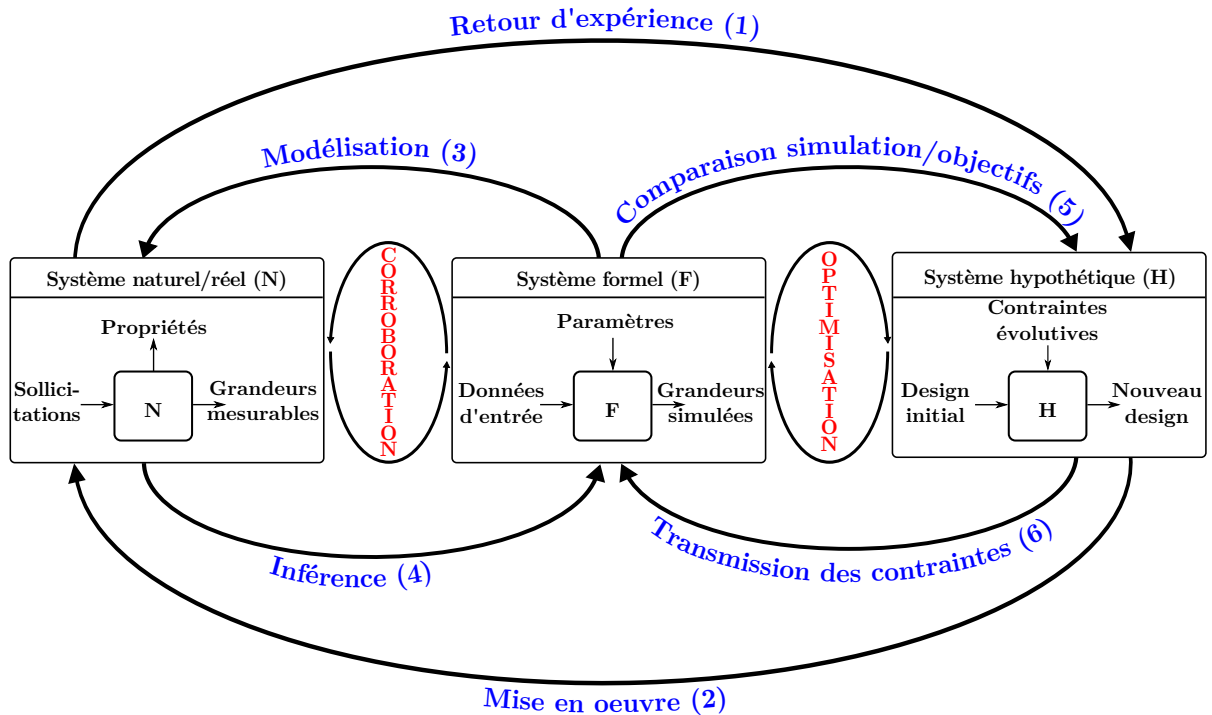 Retour d'expérience (1)
Modélisation (3)
Comparaison simulation/objectifs (5)
Système naturel/réel (N)
Propriétés
Sollici-
tations
N
Grandeurs
mesurables
CORROBORATION
Système formel (F)
Paramètres
Données
d'entrée
F
Grandeurs
simulées
OPTIMISATION
Système hypothétique (H)
Contraintes
évolutives
Design
initial
H
Nouveau
design
Inférence (4)
Transmission des contraintes (6)
Mise en oeuvre (2)